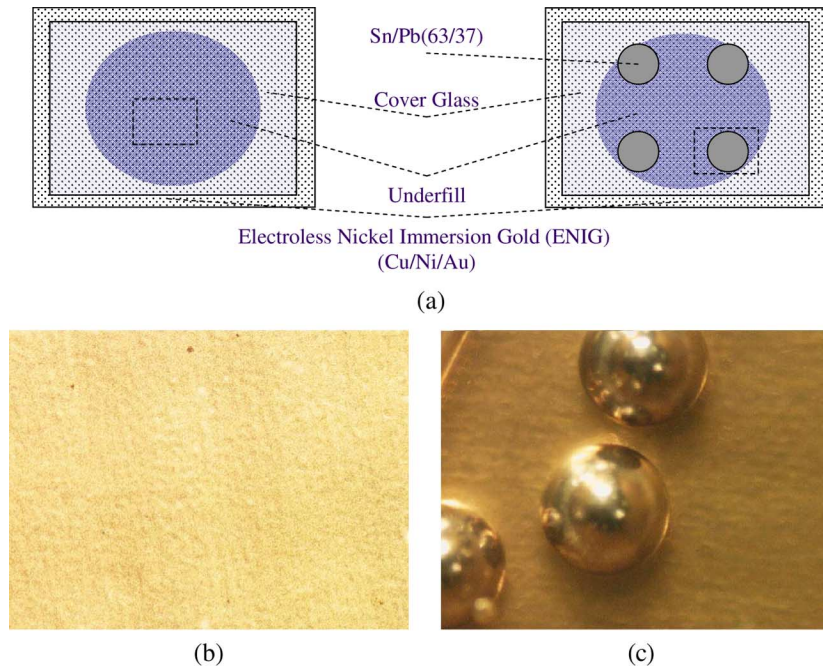 Sn/Pb(63/37)
Cover Glass
Underfill
Electroless Nickel Immersion Gold (ENIG)
(Cu/Ni/Au)
(a)
(b)
(c)